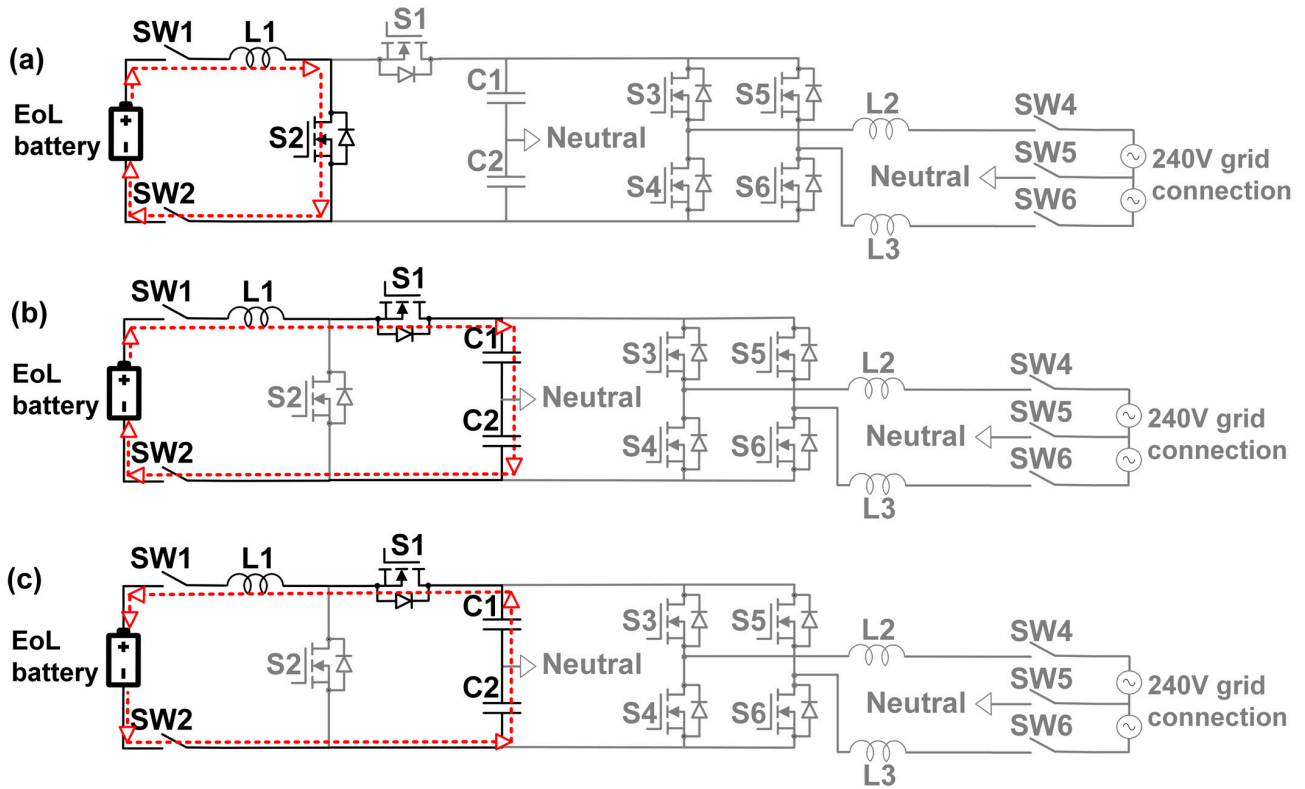 (a)
SW1
L1
S1
EoL
battery
+
-
S2
SW2
C1
C2
Neutral
S3
S5
S4
S6
L2
L3
SW4
SW5
SW6
Neutral
240V grid
connection
(b)
SW1
L1
S1
EoL
battery
+
-
S2
SW2
C1
C2
Neutral
S3
S5
S4
S6
L2
L3
SW4
SW5
SW6
Neutral
240V grid
connection
(c)
SW1
L1
S1
EoL
battery
+
-
S2
SW2
C1
C2
Neutral
S3
S5
S4
S6
L2
L3
SW4
SW5
SW6
Neutral
240V grid
connection